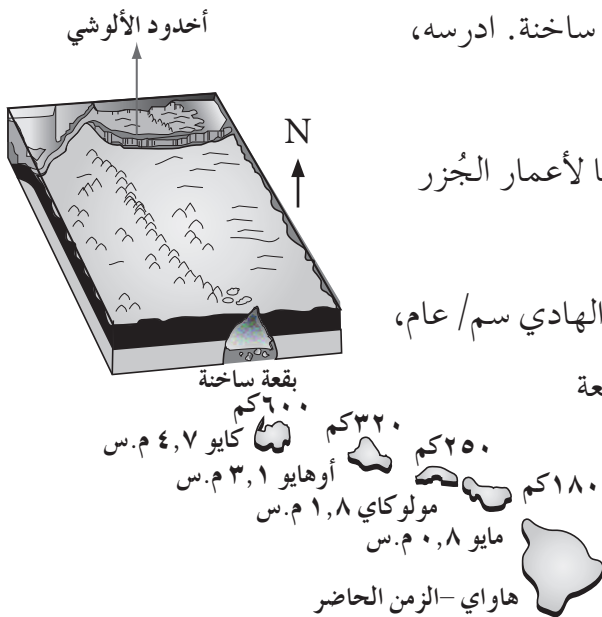 ساخنة. ادرسه،
أخدود الألوشي
N
ا لأعمار الجُزر
الهادي سم/ عام،
بقعة ساخنة
٦٠٠كم
كايو ٤,٧ م.س
٣٢٠كم
أوهايو ٣,١ م.س
٢٥٠كم
مولوكاي ١,٨ م.س
١٨٠كم
مايو ٠,٨ م.س
هاواي –الزمن الحاضر